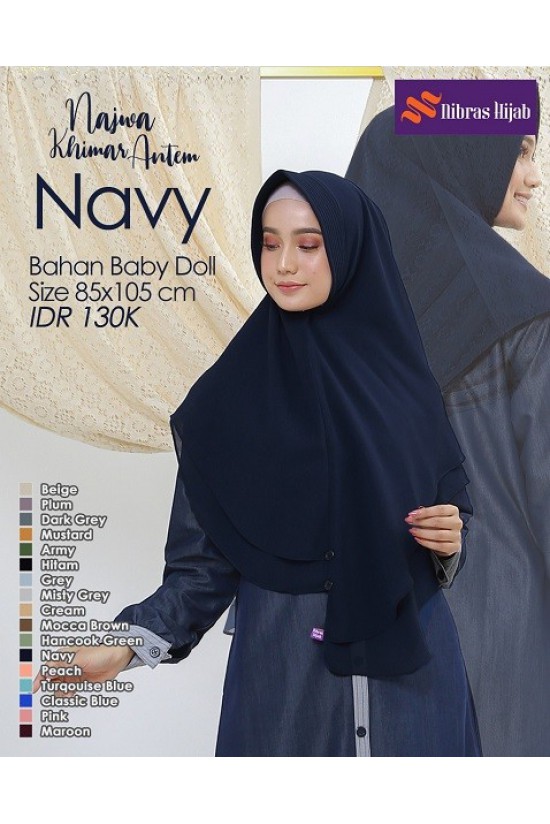 Najwa
Khimar Antem
Nibras Hijab
Navy
Bahan Baby Doll
Size 85x105 cm
IDR 130K
Beige
Plum
Dark Grey
Mustard
Army
Hitam
Grey
Misty Grey
Cream
Mocca Brown
Hancook Green
Navy
Peach
Turqouise Blue
Classic Blue
Pink
Maroon